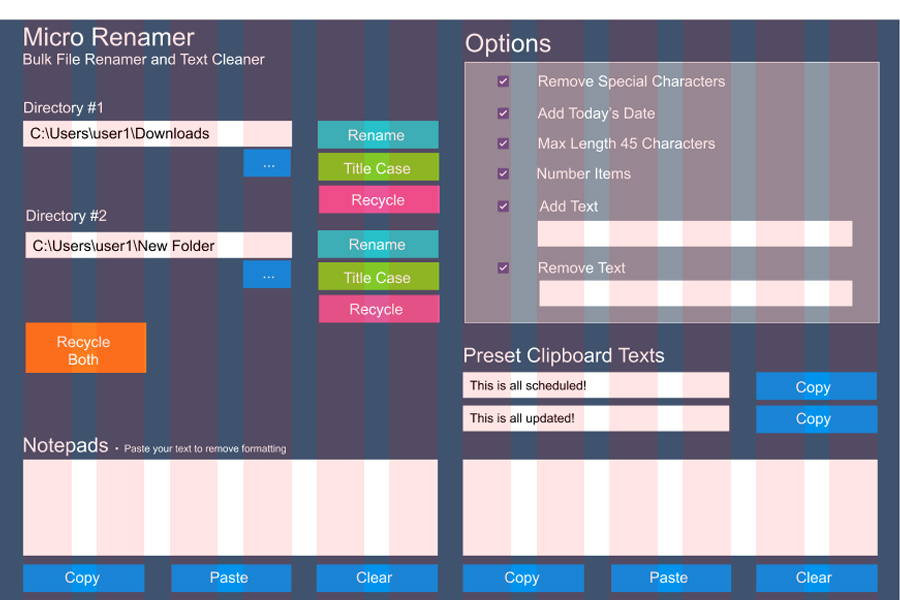 Micro Renamer
Bulk File Renamer and Text Cleaner
Directory #1
C:\Users\user1\Downloads
...
Rename
Title Case
Recycle
Directory #2
C:\Users\user1\New Folder
...
Rename
Title Case
Recycle
Recycle
Both
Options
Remove Special Characters
Add Today's Date
Max Length 45 Characters
Number Items
Add Text
Remove Text
Preset Clipboard Texts
This is all scheduled!
Copy
This is all updated!
Copy
Notepads - Paste your text to remove formatting
Copy
Paste
Clear
Copy
Paste
Clear